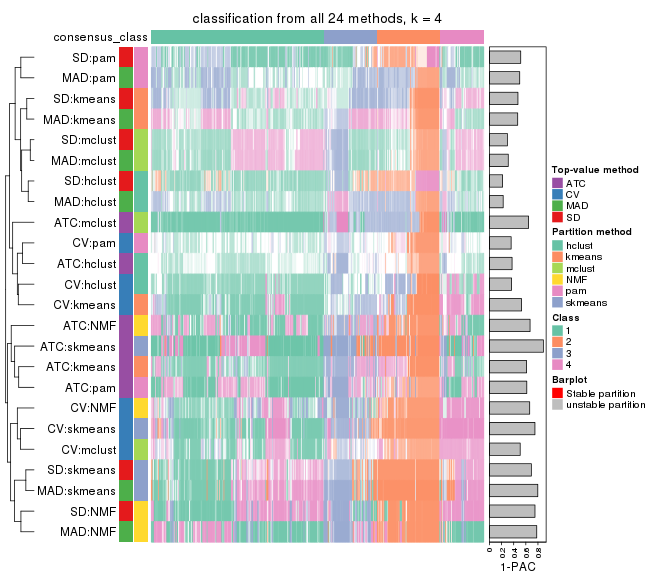 classification from all 24 methods, k = 4
consensus_class
SD:pam
MAD:pam
SD:kmeans
MAD:kmeans
SD:mclust
MAD:mclust
SD:hclust
MAD:hclust
ATC:mclust
CV:pam
ATC:hclust
CV:hclust
CV:kmeans
ATC:NMF
ATC:skmeans
ATC:kmeans
ATC:pam
CV:NMF
CV:skmeans
CV:mclust
SD:skmeans
MAD:skmeans
SD:NMF
MAD:NMF
0 0.2 0.4 0.6 0.8
1-PAC
Top-value method
ATC
CV
MAD
SD
Partition method
hclust
kmeans
mclust
NMF
pam
skmeans
Class
1
2
3
4
Barplot
Stable partition
unstable partition